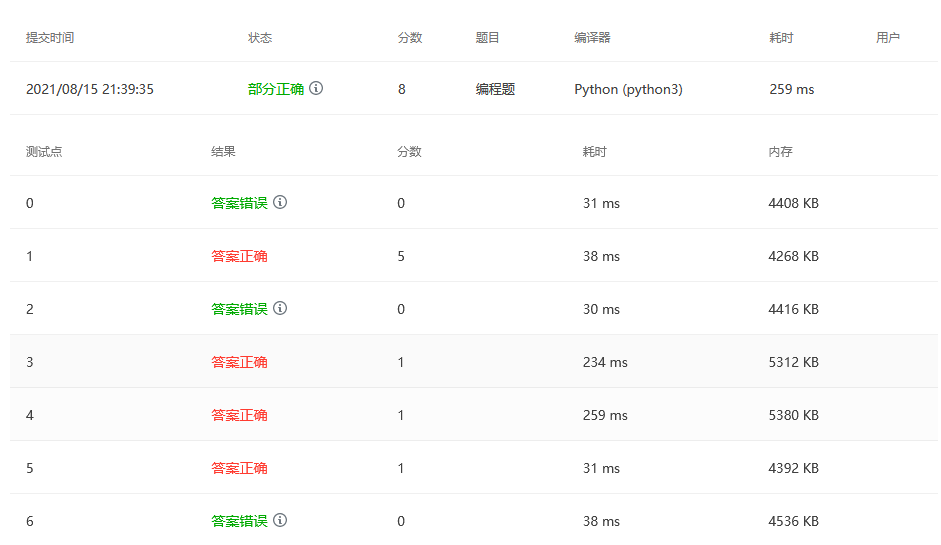 提交时间 状态 分数 题目 编译器 耗时 用户
2021/08/15 21:39:35 部分正确 8 编程题 Python (python3) 259 ms
测试点 结果 分数 耗时 内存
0 答案错误 0 31 ms 4408 KB
1 答案正确 5 38 ms 4268 KB
2 答案错误 0 30 ms 4416 KB
3 答案正确 1 234 ms 5312 KB
4 答案正确 1 259 ms 5380 KB
5 答案正确 1 31 ms 4392 KB
6 答案错误 0 38 ms 4536 KB